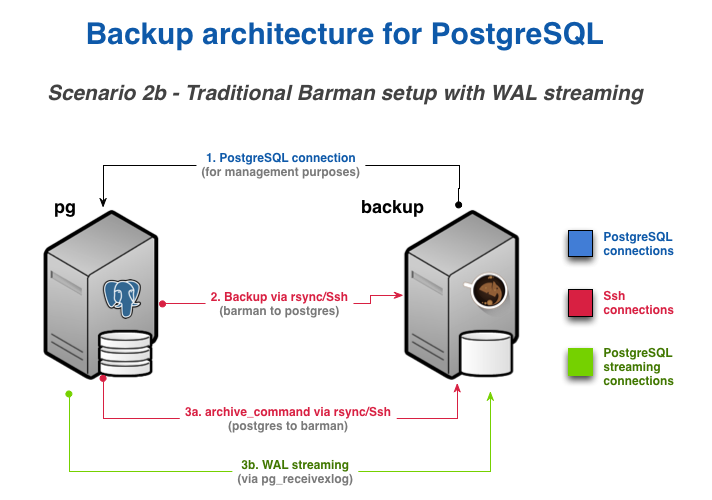 Backup architecture for PostgreSQL
Scenario 2b - Traditional Barman setup with WAL streaming
1. PostgreSQL connection
(for management purposes)
pg
backup
PostgreSQL
connections
2. Backup via rsync/Ssh
(barman to postgres)
Ssh
connections
PostgreSQL
streaming
connections
3a. archive_command via rsync/Ssh
(postgres to barman)
3b. WAL streaming
(via pg_receivexlog)